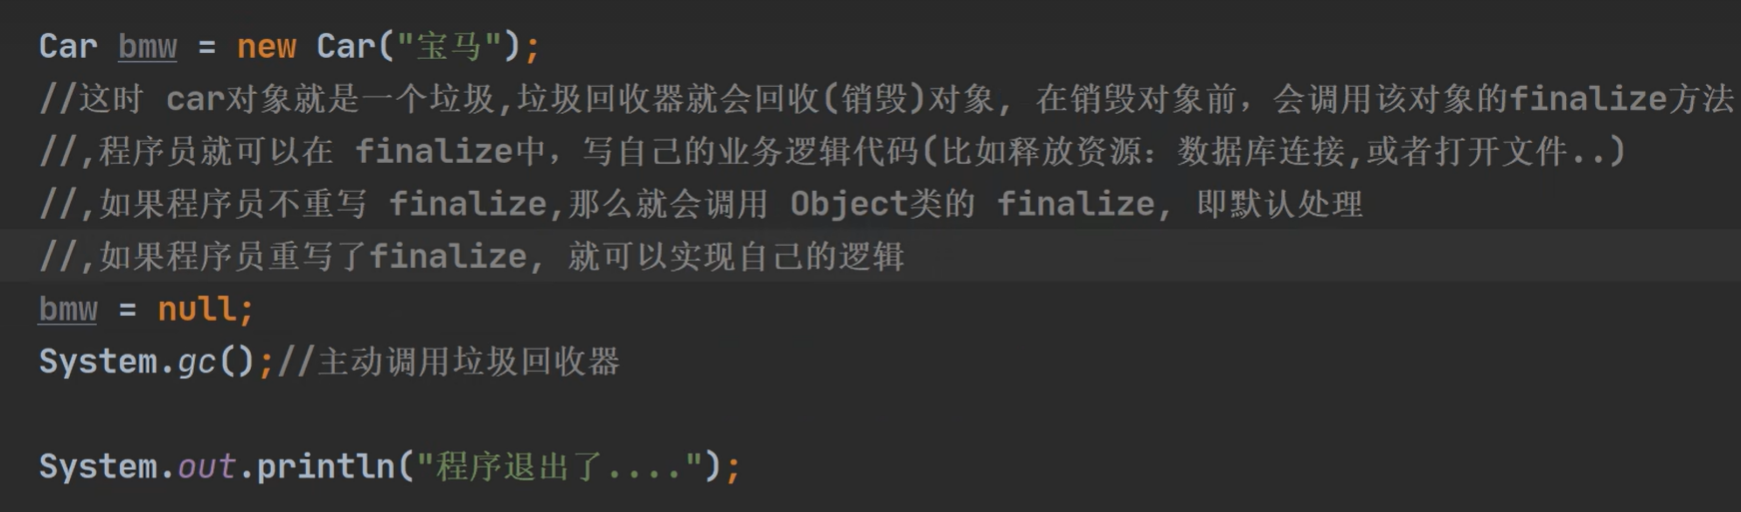 Car bmw = new Car("宝马");
//这时 car对象就是一个垃圾,垃圾回收器就会回收(销毁)对象, 在销毁对象前，会调用该对象的finalize方法
//,程序员就可以在 finalize中，写自己的业务逻辑代码(比如释放资源：数据库连接,或者打开文件..)
//,如果程序员不重写 finalize,那么就会调用 Object类的 finalize, 即默认处理
//,如果程序员重写了finalize, 就可以实现自己的逻辑
bmw = null;
System.gc();//主动调用垃圾回收器
System.out.println("程序退出了....");